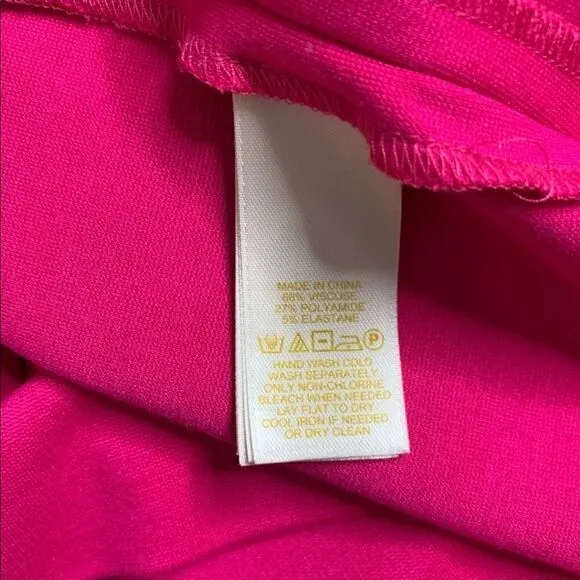 MADE IN CHINA
68% VISCOSE
27% POLYAMIDE
5% ELASTANE
P
HAND WASH COLD
WASH SEPARATELY
ONLY NON-CHLORINE
BLEACH WHEN NEEDED
LAY FLAT TO DRY
COOL IRON IF NEEDED
OR DRY CLEAN